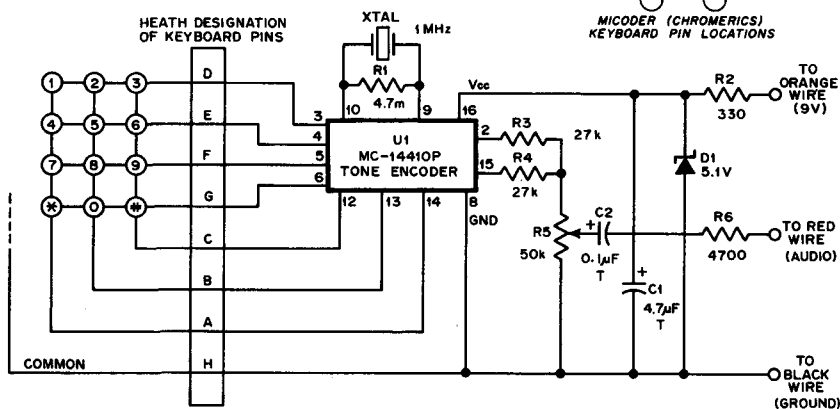 HEATH DESIGNATION
OF KEYBOARD PINS
XTAL
1 MHz
R1
4.7m
MICODER (CHROMERICS)
KEYBOARD PIN LOCATIONS
TO
ORANGE
WIRE
(9V)
Vcc
R2
330
1
2
3
D
10
9
16
3
4
5
6
E
4
U1
MC-14410P
TONE ENCODER
2
R3
27k
7
8
9
F
5
15
R4
27k
D1
5.1V
*
0
#
G
6
12
13
14
8
GND
C
R5
50k
+
C2
0.1µF
T
R6
4700
TO RED
WIRE
(AUDIO)
B
+
C1
4.7µF
T
A
COMMON
H
TO
BLACK
WIRE
(GROUND)